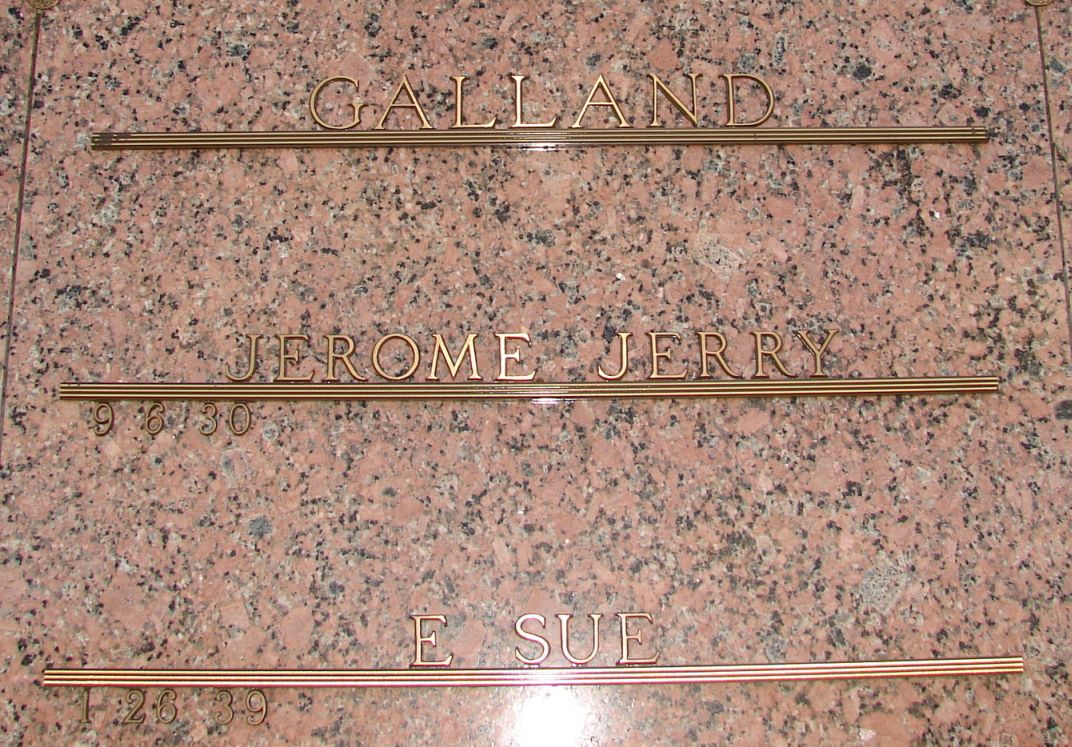 GALLAND
JEROME JERRY
9 6 30
E SUE
1 26 39